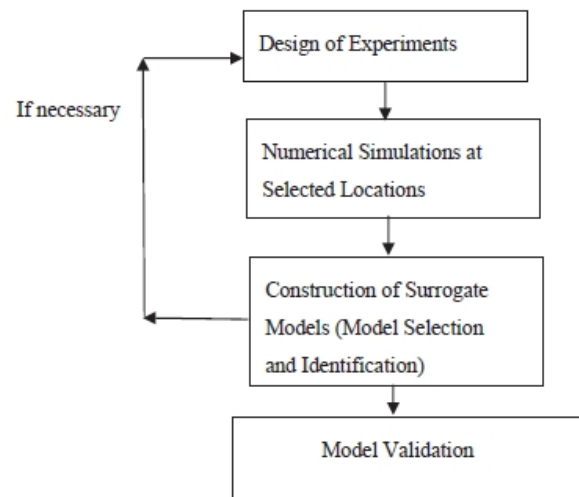 Design of Experiments
If necessary
Numerical Simulations at
Selected Locations
Construction of Surrogate
Models (Model Selection
and Identification)
Model Validation